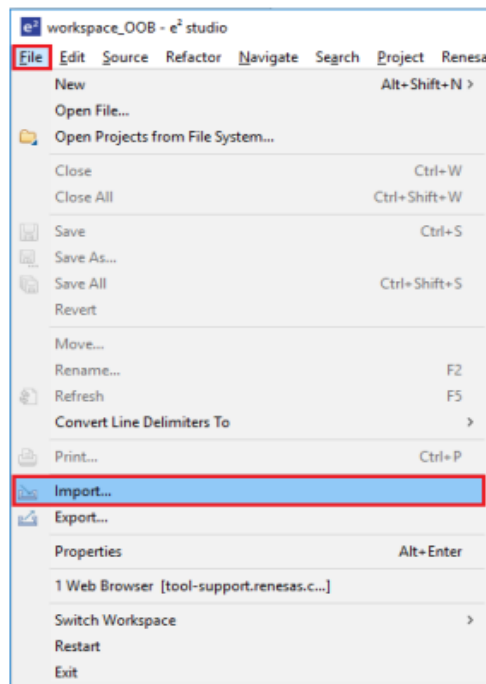 e² workspace_OOB - e² studio
File Edit Source Refactor Navigate Search Project Renesa
New Alt+Shift+N >
Open File...
Open Projects from File System...
Close Ctrl+W
Close All Ctrl+Shift+W
Save Ctrl+S
Save As...
Save All Ctrl+Shift+S
Revert
Move...
Rename... F2
Refresh F5
Convert Line Delimiters To >
Print... Ctrl+P
Import...
Export...
Properties Alt+Enter
1 Web Browser [tool-support.renesas.c...]
Switch Workspace >
Restart
Exit